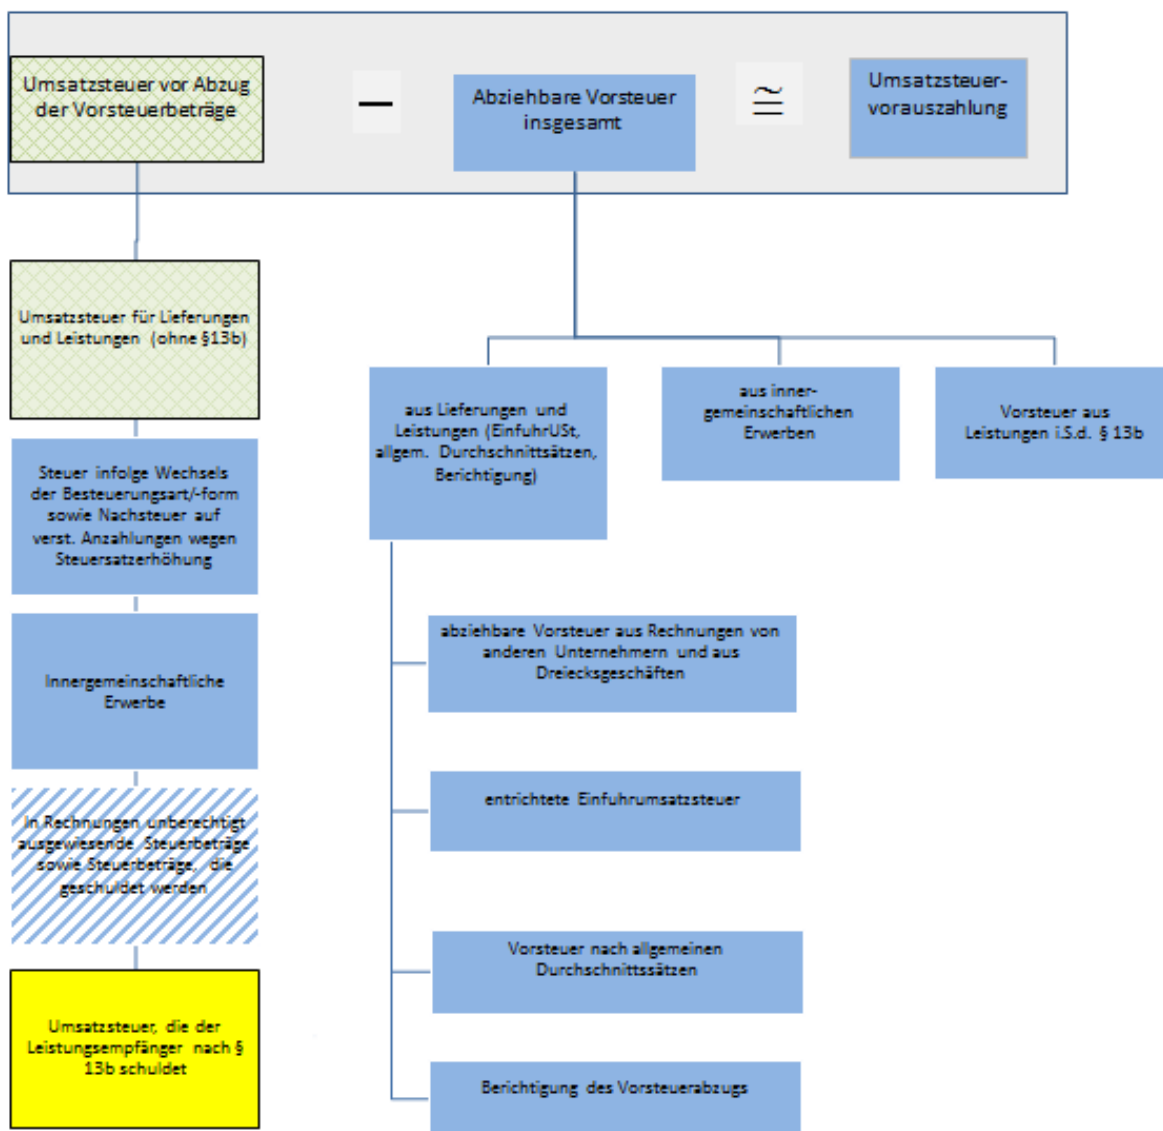 Umsatzsteuer vor Abzug
der Vorsteuerbeträge
—
Abziehbare Vorsteuer
insgesamt
≅
Umsatzsteuer-
vorauszahlung
Umsatzsteuer für Lieferungen
und Leistungen (ohne §13b)
Steuer infolge Wechsels
der Besteuerungsart/-form
sowie Nachsteuer auf
verst. Anzahlungen wegen
Steuersatzerhöhung
Innergemeinschaftliche
Erwerbe
In Rechnungen unberechtigt
ausgewiesende Steuerbeträge
sowie Steuerbeträge, die
geschuldet werden
Umsatzsteuer, die der
Leistungsempfänger nach §
13b schuldet
aus Lieferungen und
Leistungen (EinfuhrUSt,
allgem. Durchschnittsätzen,
Berichtigung)
aus inner-
gemeinschaftlichen
Erwerben
Vorsteuer aus
Leistungen i.S.d. § 13b
abziehbare Vorsteuer aus Rechnungen von
anderen Unternehmern und aus
Dreiecksgeschäften
entrichtete Einfuhrumsatzsteuer
Vorsteuer nach allgemeinen
Durchschnittssätzen
Berichtigung des Vorsteuerabzugs